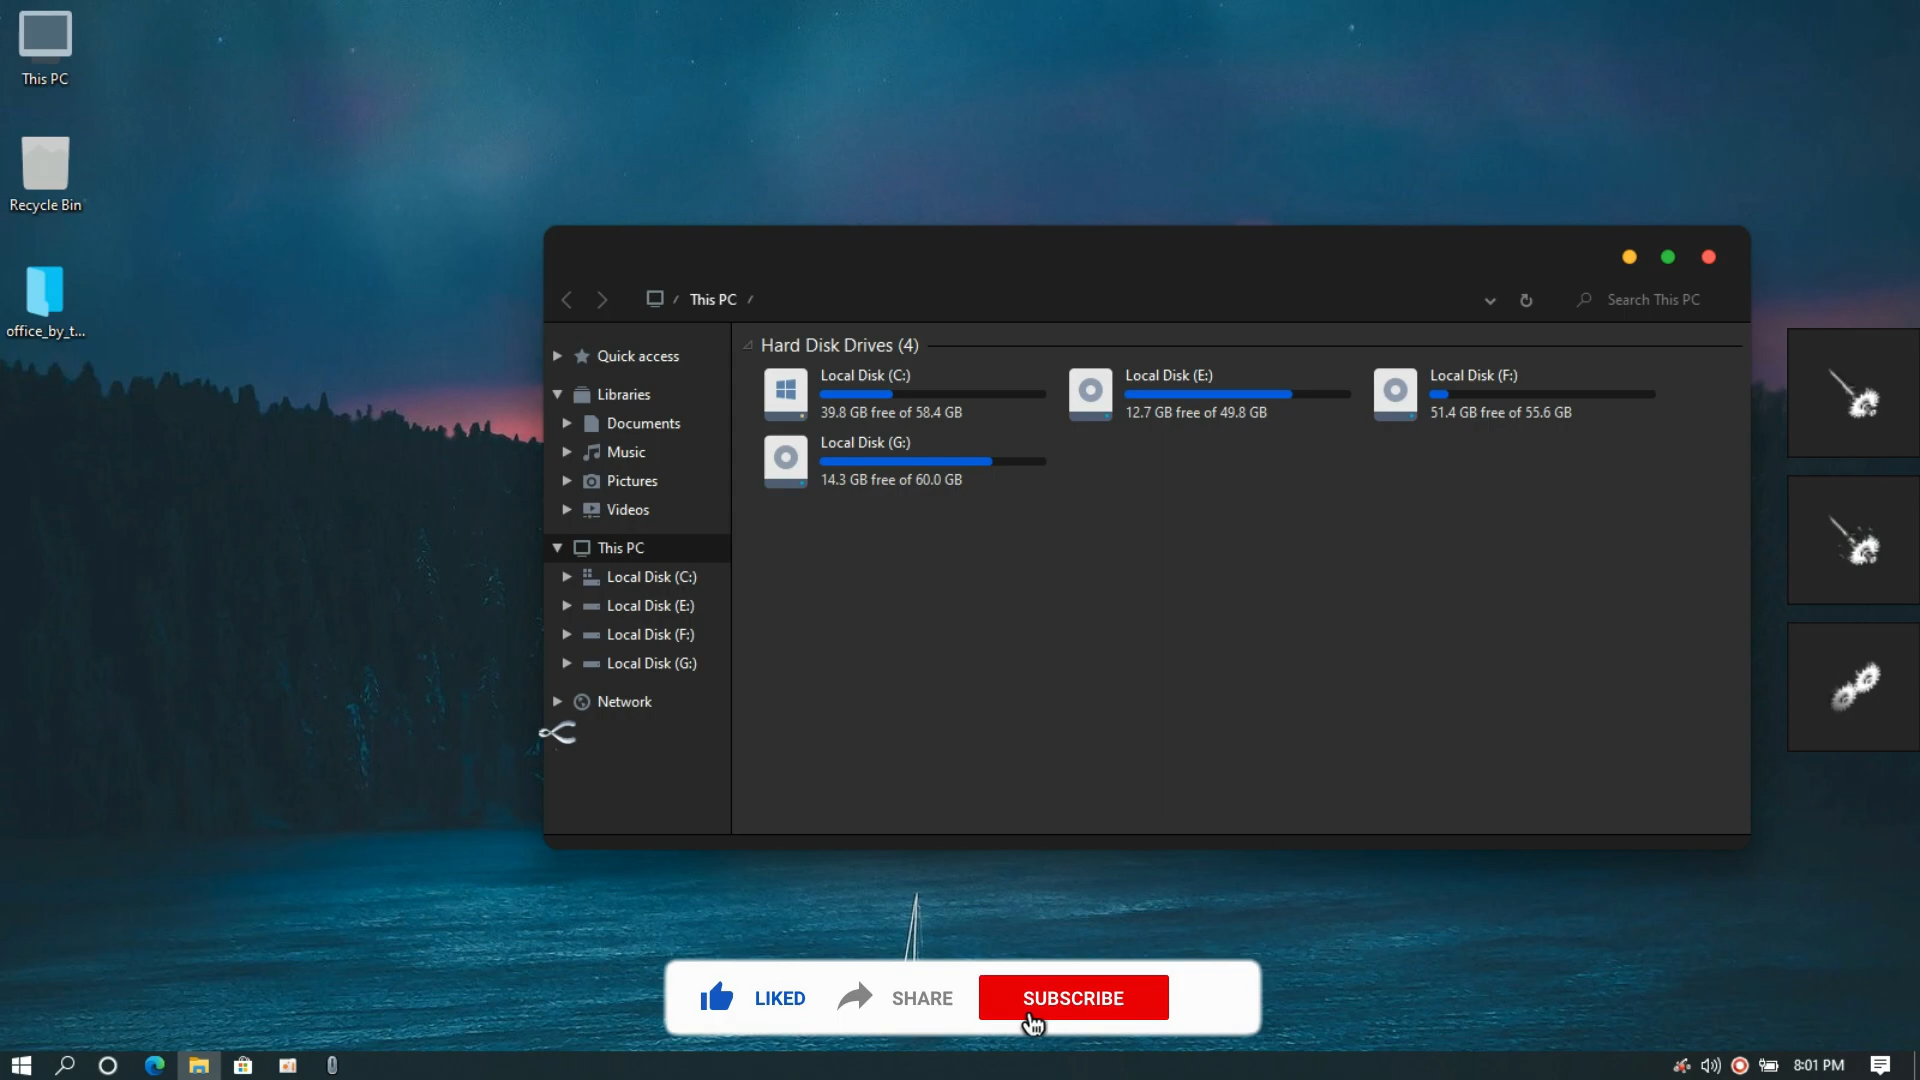 This PC
Recycle Bin
office_by_t...
/ This PC /
Search This PC
Quick access
Libraries
Documents
Music
Pictures
Videos
This PC
Local Disk (C:)
Local Disk (E:)
Local Disk (F:)
Local Disk (G:)
Network
Hard Disk Drives (4)
Local Disk (C:)
39.8 GB free of 58.4 GB
Local Disk (E:)
12.7 GB free of 49.8 GB
Local Disk (F:)
51.4 GB free of 55.6 GB
Local Disk (G:)
14.3 GB free of 60.0 GB
LIKED
SHARE
SUBSCRIBE
8:01 PM